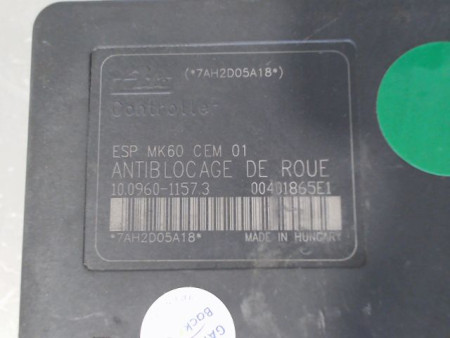 (*7AH2D05A18*)
Controller
ESP MK60 CEM 01
ANTIBLOCAGE DE ROUE
10.0960-1157.3 00401865E1
*7AH2D05A18* MADE IN HUNGARY